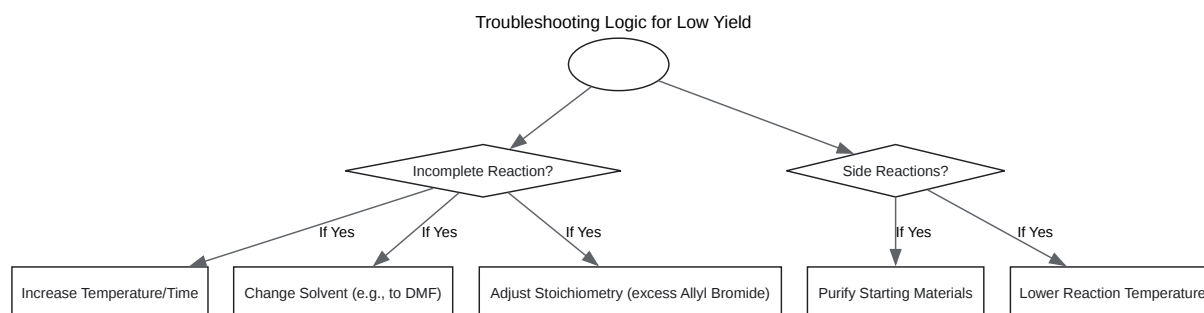 Troubleshooting Logic for Low Yield
Incomplete Reaction?
Side Reactions?
If Yes
If Yes
If Yes
If Yes
If Yes
Increase Temperature/Time
Change Solvent (e.g., to DMF)
Adjust Stoichiometry (excess Allyl Bromide)
Purify Starting Materials
Lower Reaction Temperature